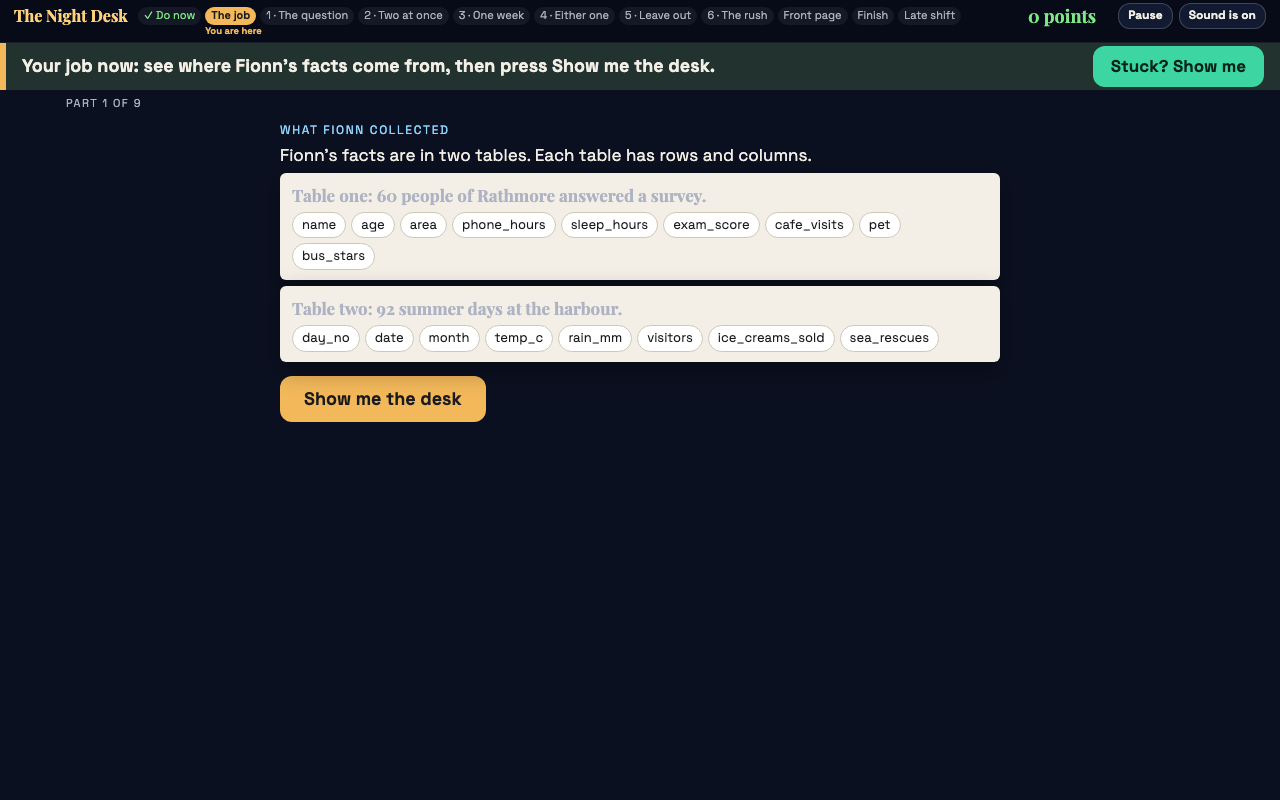 The Night Desk
✓ Do now
The job
1 · The question
2 · Two at once
3 · One week
4 · Either one
5 · Leave out
6 · The rush
Front page
Finish
Late shift
0 points
Pause
Sound is on
You are here
Your job now: see where Fionn's facts come from, then press Show me the desk.
Stuck? Show me
PART 1 OF 9
WHAT FIONN COLLECTED
Fionn's facts are in two tables. Each table has rows and columns.
Table one: 60 people of Rathmore answered a survey.
name age area phone_hours sleep_hours exam_score cafe_visits pet
bus_stars
Table two: 92 summer days at the harbour.
day_no date month temp_c rain_mm visitors ice_creams_sold sea_rescues
Show me the desk